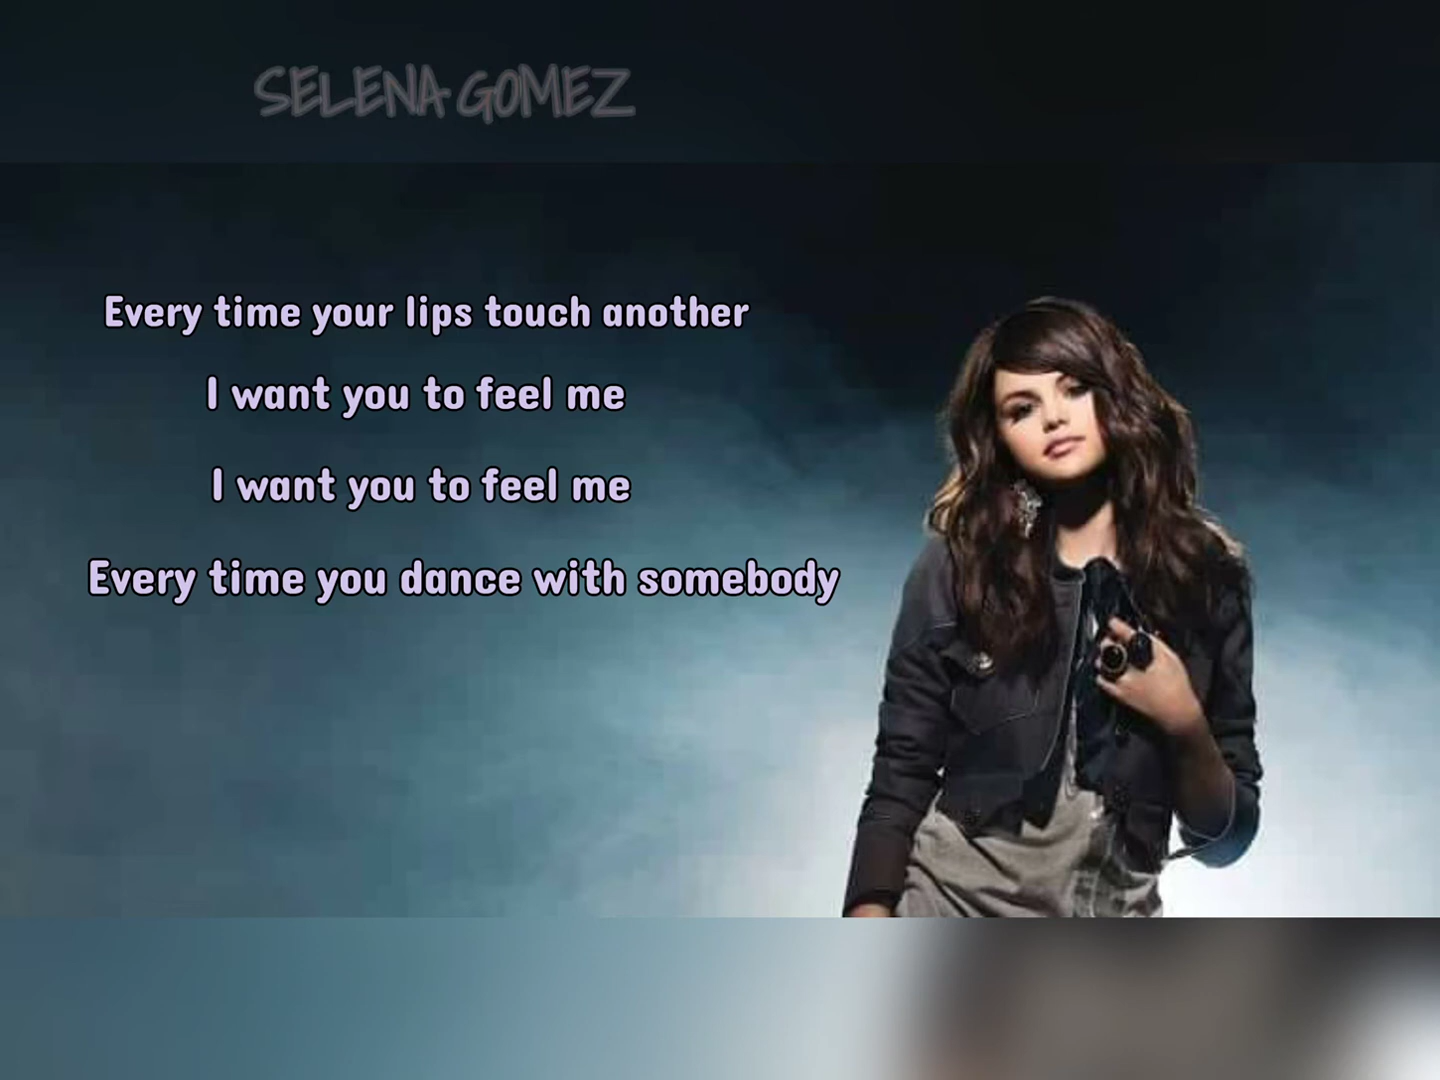 SELENA GOMEZ
Every time your lips touch another
I want you to feel me
I want you to feel me
Every time you dance with somebody